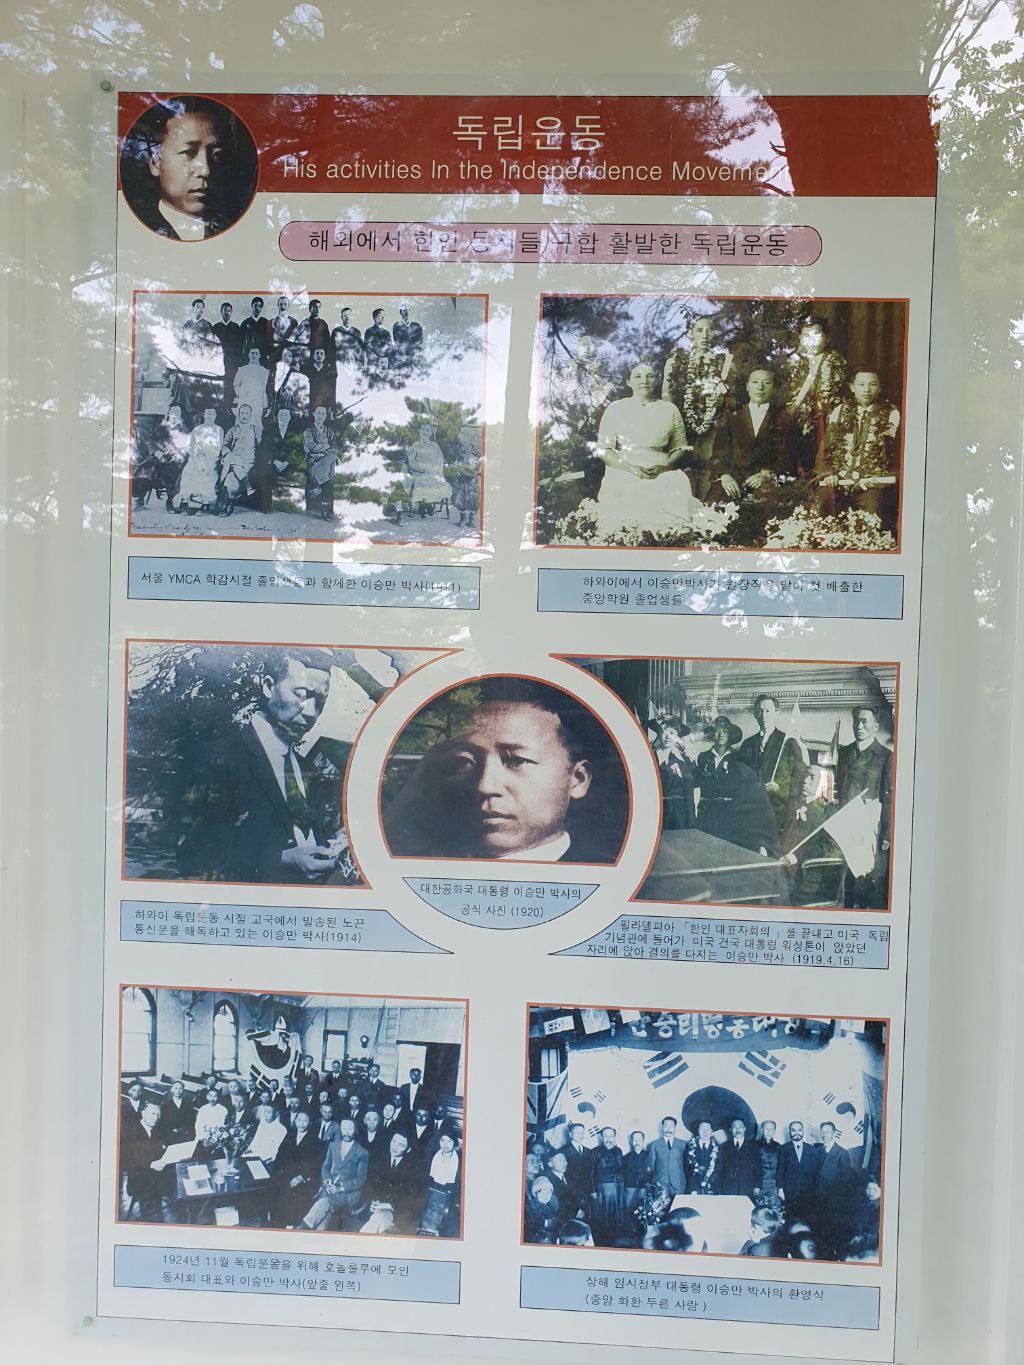 독립운동
His activities In the Independence Movement
해외에서 한인 동지들 규합 활발한 독립운동
서울 YMCA 학감시절 졸업생들과 함께한 이승만 박사(1911)
하와이에서 이승만박사가 원장직을 맡아 첫 배출한
중앙학원 졸업생들
하와이 독립운동 시절 고국에서 밀송된 노끈
통신문을 해독하고 있는 이승만 박사(1914)
대한공화국 대통령 이승만 박사의
공식 사진 (1920)
필라델피아 「한인 대표자회의」를 끝내고 미국 독립
기념관에 들어가 미국 건국 대통령 워싱톤이 앉았던
자리에 앉아 결의를 다지는 이승만 박사 (1919.4.16)
1924년 11월 독립운동을 위해 호놀룰루에 모인
동지회 대표와 이승만 박사(앞줄 왼쪽)
상해 임시정부 대통령 이승만 박사의 환영식
(중앙 화환 두른 사람 )